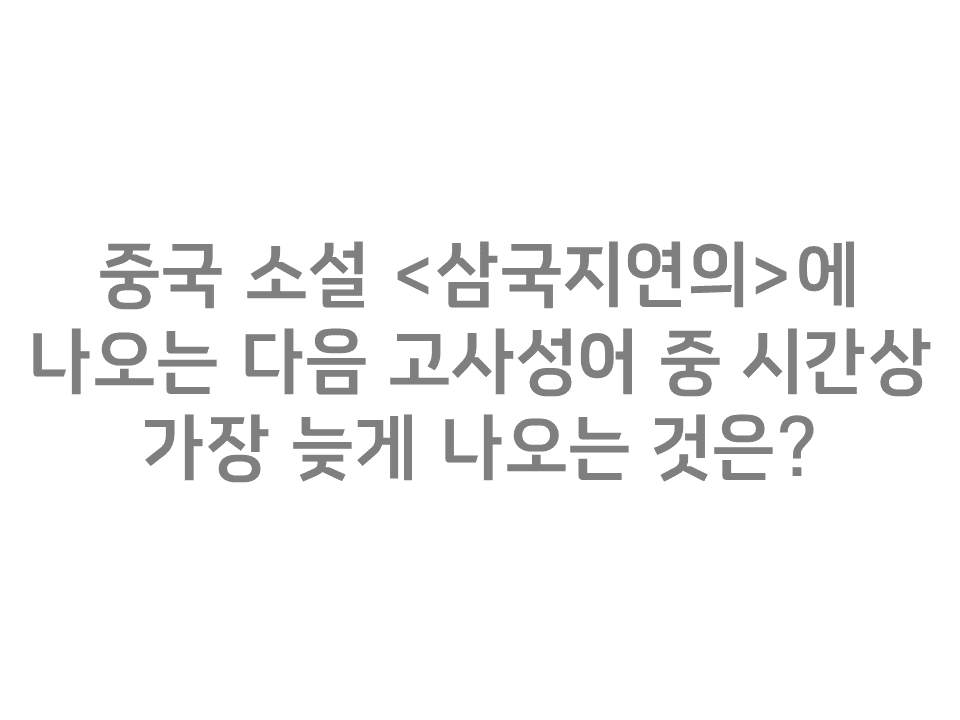 중국 소설 <삼국지연의>에
나오는 다음 고사성어 중 시간상
가장 늦게 나오는 것은?